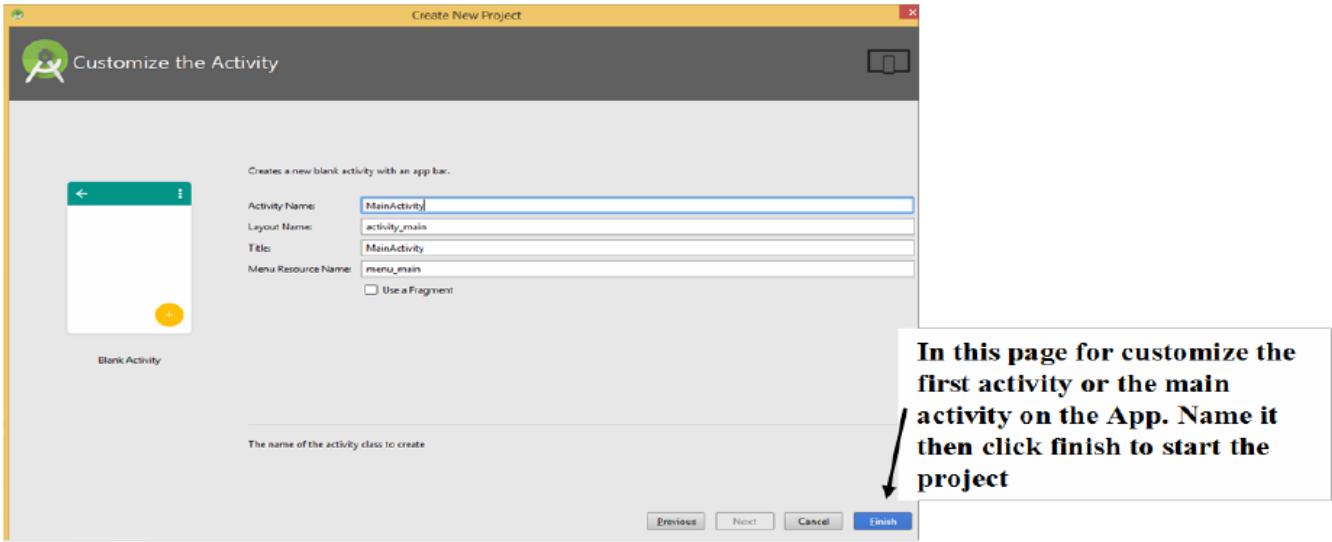 Create New Project
Customize the Activity
Creates a new blank activity with an app bar.
Activity Name: MainActivity
Layout Name: activity_main
Title: MainActivity
Menu Resource Name: menu_main
Use a Fragment
Blank Activity
The name of the activity class to create
Previous Next Cancel Finish
In this page for customize the
first activity or the main
activity on the App. Name it
then click finish to start the
project